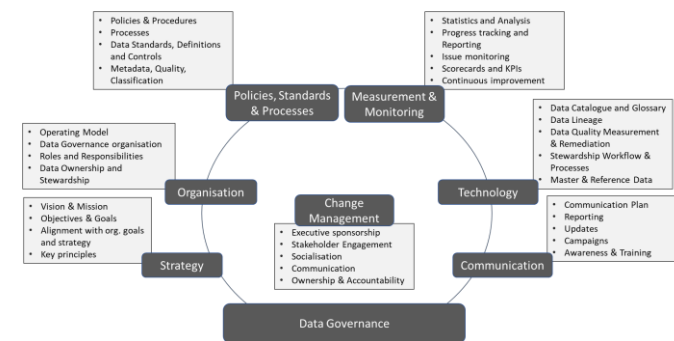 • Policies & Procedures
• Processes
• Data Standards, Definitions
and Controls
• Metadata, Quality,
Classification
Policies, Standards
& Processes
• Statistics and Analysis
• Progress tracking and
Reporting
• Issue monitoring
• Scorecards and KPIs
• Continuous improvement
Measurement &
Monitoring
• Operating Model
• Data Governance organisation
• Roles and Responsibilities
• Data Ownership and
Stewardship
Organisation
• Data Catalogue and Glossary
• Data Lineage
• Data Quality Measurement
& Remediation
• Stewardship Workflow &
Processes
• Master & Reference Data
Technology
• Vision & Mission
• Objectives & Goals
• Alignment with org. goals
and strategy
• Key principles
Strategy
Change
Management
• Executive sponsorship
• Stakeholder Engagement
• Socialisation
• Communication
• Ownership & Accountability
• Communication Plan
• Reporting
• Updates
• Campaigns
• Awareness & Training
Communication
Data Governance